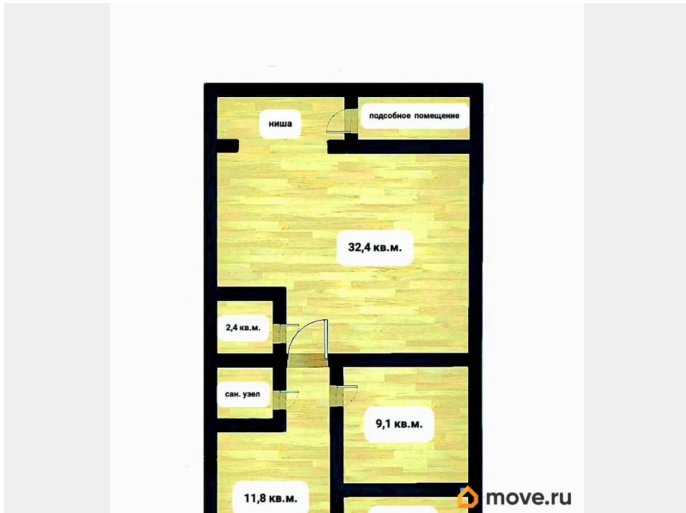 ниша
подсобное помещение
32,4 кв.м.
2,4 кв.м.
сан. узел
9,1 кв.м.
11,8 кв.м.
move.ru